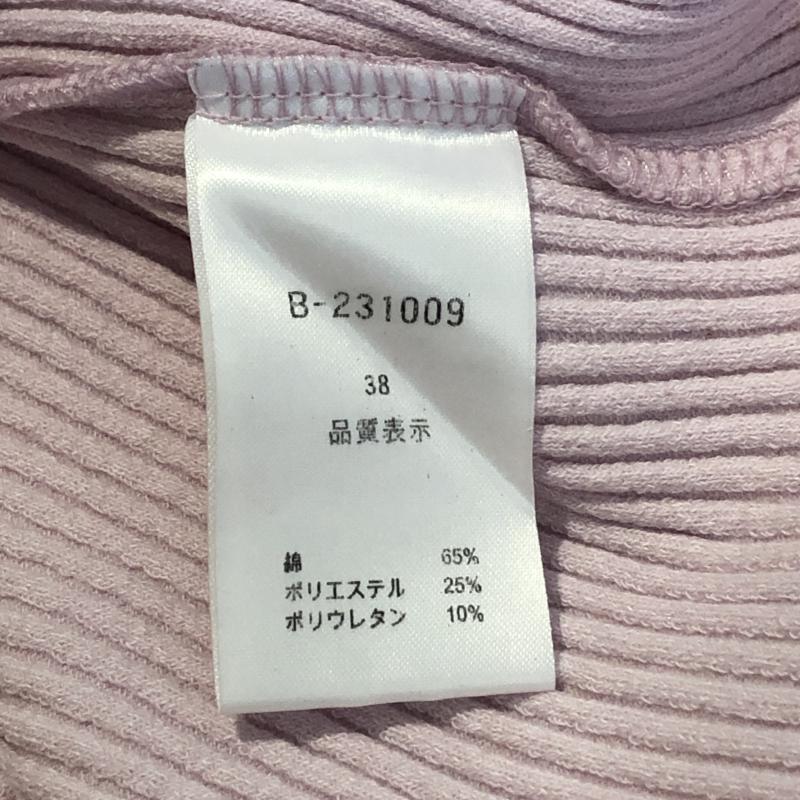 B-231009
38
品質表示
綿 65%
ポリエステル 25%
ポリウレタン 10%